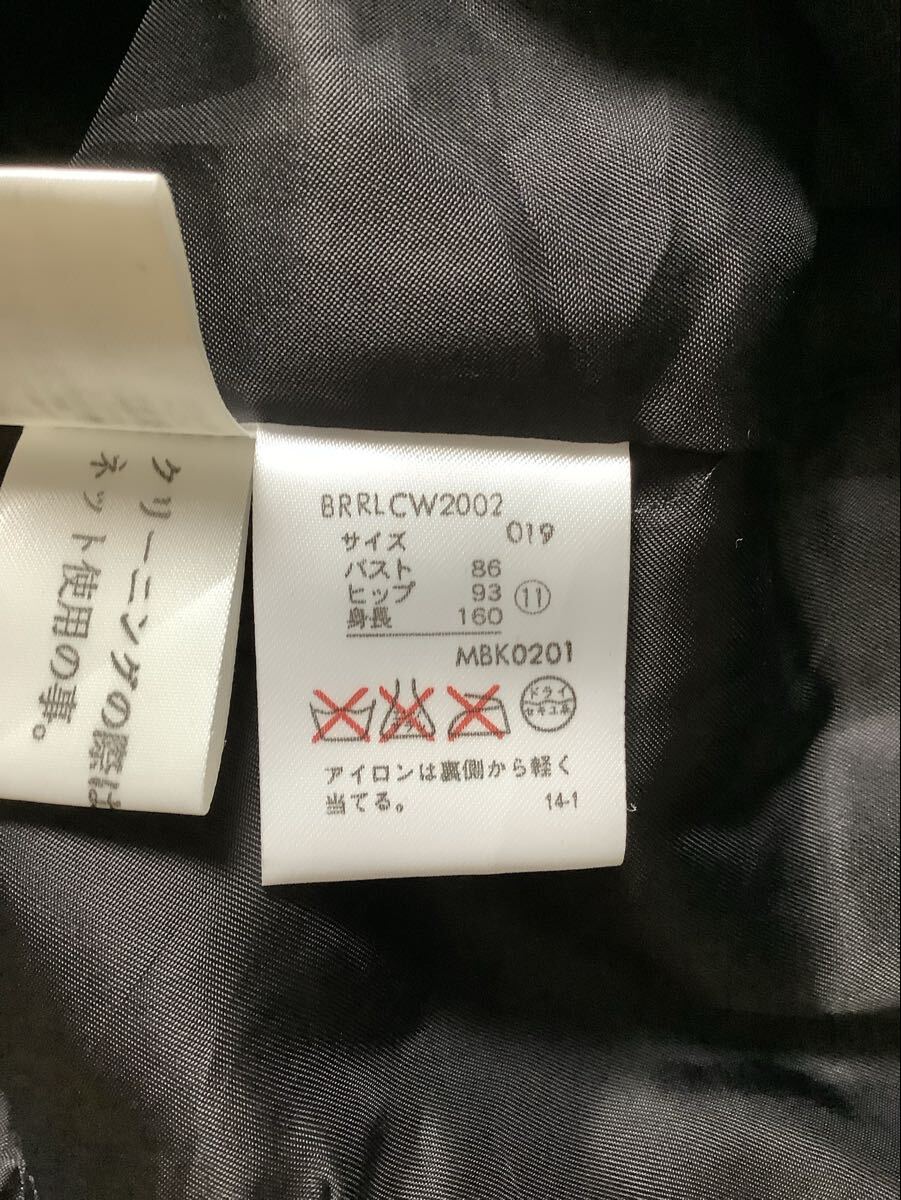 クリーニングの際は
ネット使用の事。
BRRLCW2002
019
サイズ
バスト 86
ヒップ 93 ⑪
身長 160
MBK0201
ドライ
セキユ系
アイロンは裏側から軽く
当てる。 14-1